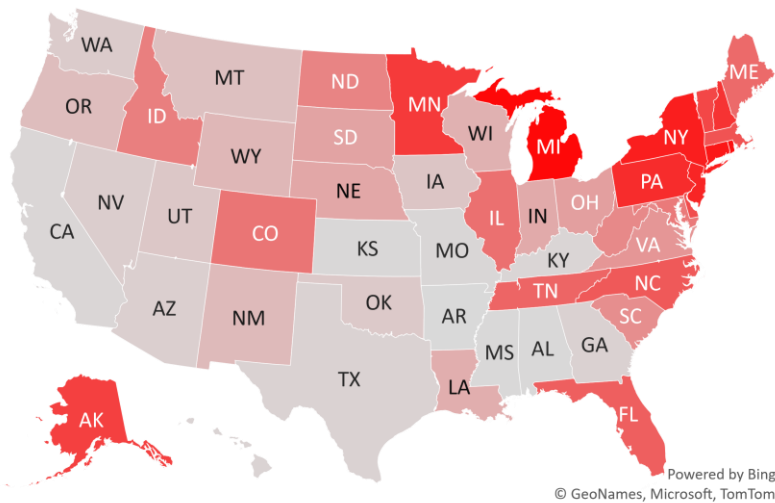 WA
MT
ND
MN
ME
OR
ID
SD
WI
MI
NY
WY
IA
PA
NE
NV
UT
CO
IL
IN
OH
CA
KS
MO
KY
VA
AZ
NM
OK
AR
TN
NC
SC
TX
MS
AL
GA
LA
AK
FL
Powered by Bing
© GeoNames, Microsoft, TomTom